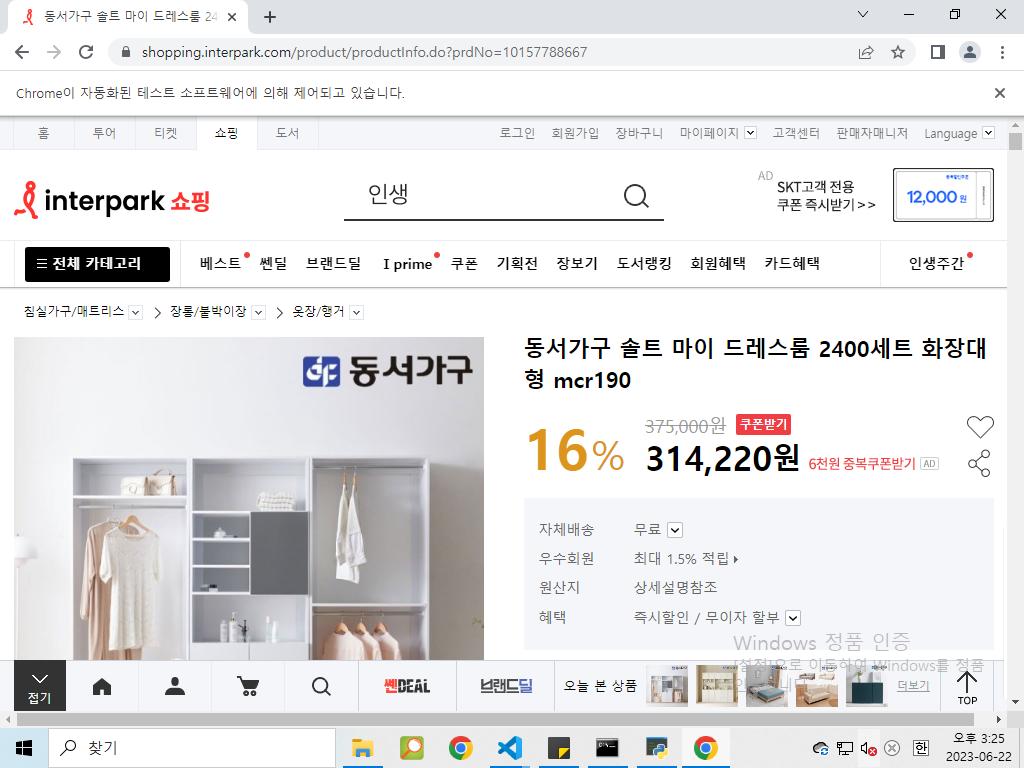 동서가구 솔트 마이 드레스룸 24
shopping.interpark.com/product/productInfo.do?prdNo=10157788667
Chrome이 자동화된 테스트 소프트웨어에 의해 제어되고 있습니다.
홈 투어 티켓 쇼핑 도서 로그인 회원가입 장바구니 마이페이지 고객센터 판매자매니저 Language
interpark 쇼핑
인생
AD
SKT고객 전용
쿠폰 즉시받기>>
12,000원
전체 카테고리 베스트 쎈딜 브랜드딜 I prime 쿠폰 기획전 장보기 도서랭킹 회원혜택 카드혜택 인생주간
침실가구/매트리스 장롱/붙박이장 옷장/행거
동서가구
동서가구 솔트 마이 드레스룸 2400세트 화장대
형 mcr190
375,000원 쿠폰받기
16% 314,220원 6천원 중복쿠폰받기 AD
자체배송 무료
우수회원 최대 1.5% 적립
원산지 상세설명참조
혜택 즉시할인 / 무이자 할부
Windows 정품 인증
[설정]으로 이동하여 Windows를 정품
접기
쎈DEAL
브랜드딜
오늘 본 상품
더보기
TOP
찾기
한
오후 3:25
2023-06-22